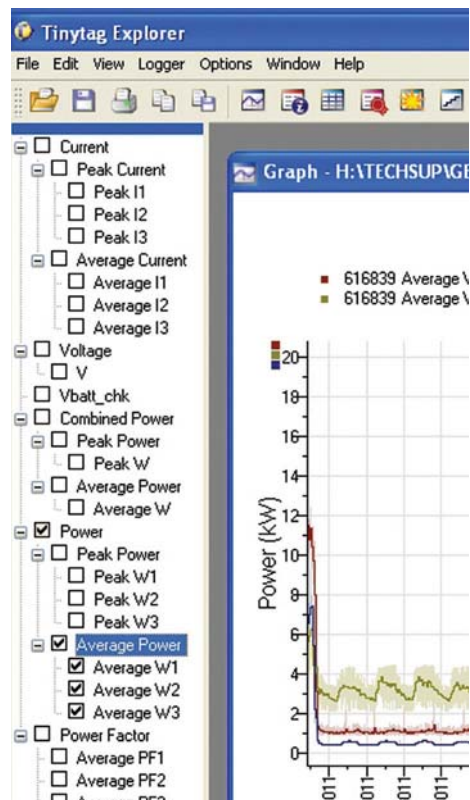 Tinytag Explorer
File Edit View Logger Options Window Help
Current
Peak Current
Peak I1
Peak I2
Peak I3
Average Current
Average I1
Average I2
Average I3
Voltage
V
Vbatt_chk
Combined Power
Peak Power
Peak W
Average Power
Average W
Power
Peak Power
Peak W1
Peak W2
Peak W3
Average Power
Average W1
Average W2
Average W3
Power Factor
Average PF1
Average PF2
Graph - H:\TECHSUP\GE
616839 Average
616839 Average
20
18
16
14
12
10
8
6
4
2
0
Power (kW)
011
011
011
011